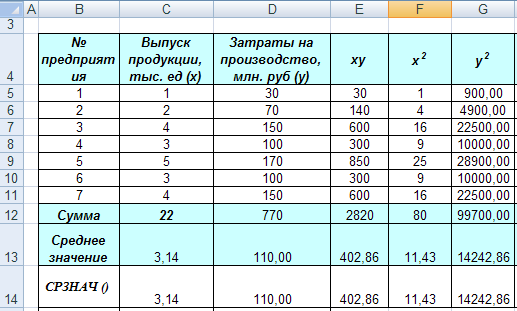 A B C D E F G
3
4 № предприят ия Выпуск продукции, тыс. ед (x) Затраты на производство, млн. руб (y) xy x² y²
5 1 1 30 30 1 900,00
6 2 2 70 140 4 4900,00
7 3 4 150 600 16 22500,00
8 4 3 100 300 9 10000,00
9 5 5 170 850 25 28900,00
10 6 3 100 300 9 10000,00
11 7 4 150 600 16 22500,00
12 Сумма 22 770 2820 80 99700,00
13 Среднее значение 3,14 110,00 402,86 11,43 14242,86
14 СРЗНАЧ () 3,14 110,00 402,86 11,43 14242,86